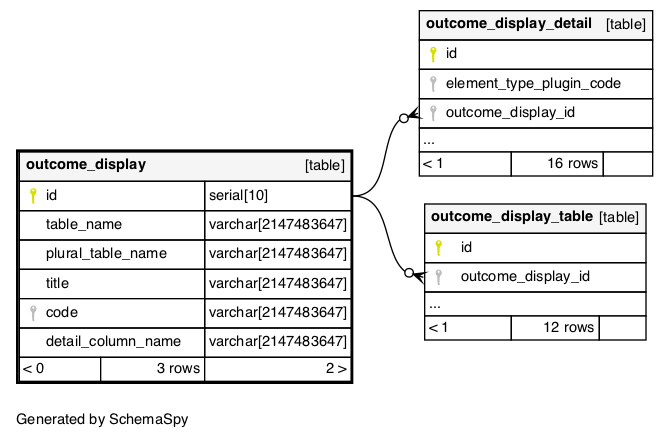 outcome_display_detail [table]
id
element_type_plugin_code
outcome_display_id
...
< 1 16 rows
outcome_display [table]
id serial[10]
table_name varchar[2147483647]
plural_table_name varchar[2147483647]
title varchar[2147483647]
code varchar[2147483647]
detail_column_name varchar[2147483647]
< 0 3 rows 2 >
outcome_display_table [table]
id
outcome_display_id
...
< 1 12 rows
Generated by SchemaSpy